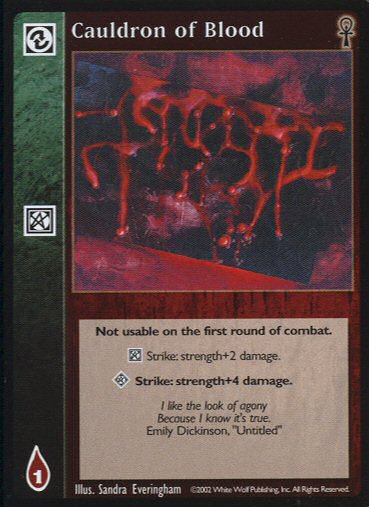 Cauldron of Blood
Not usable on the first round of combat.
Strike: strength+2 damage.
Strike: strength+4 damage.
I like the look of agony
Because I know it's true.
Emily Dickinson, "Untitled"
1
Illus. Sandra Everingham ©2002 White Wolf Publishing, Inc. All Rights Reserved.